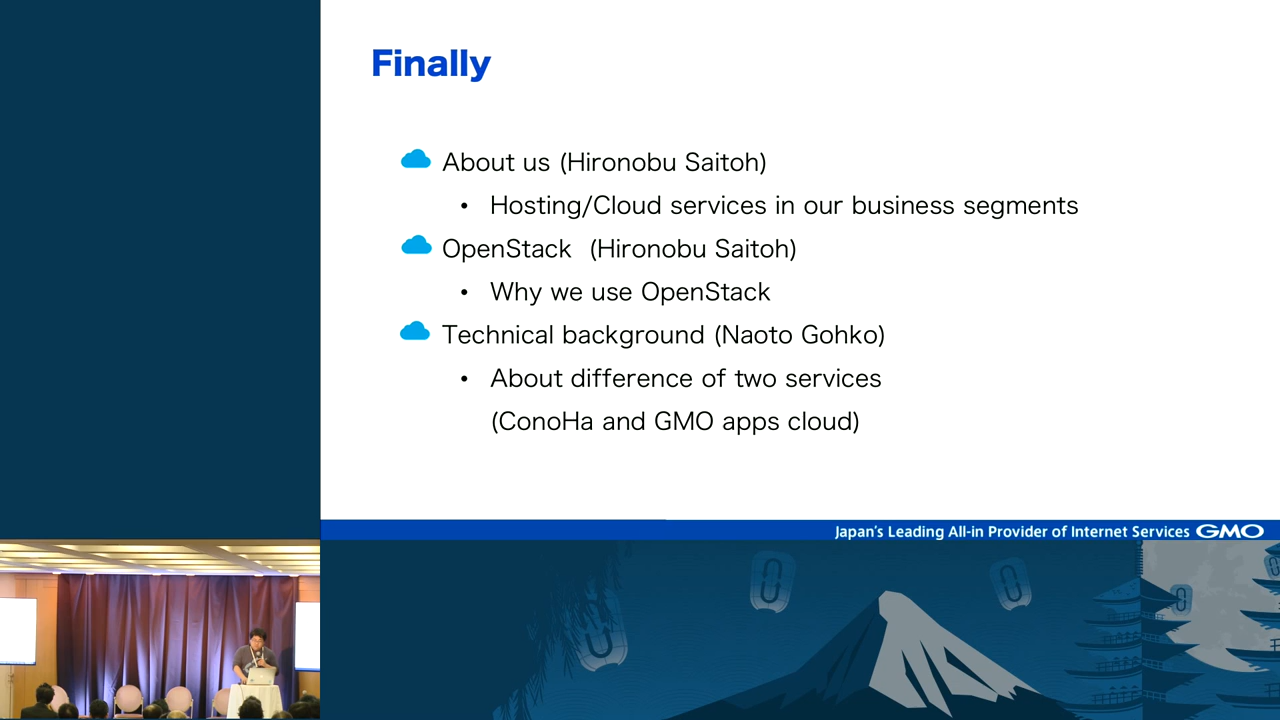 Finally
About us (Hironobu Saitoh)
• Hosting/Cloud services in our business segments
OpenStack (Hironobu Saitoh)
• Why we use OpenStack
Technical background (Naoto Gohko)
• About difference of two services
(ConoHa and GMO apps cloud)
Japan's Leading All-in Provider of Internet Services GMO